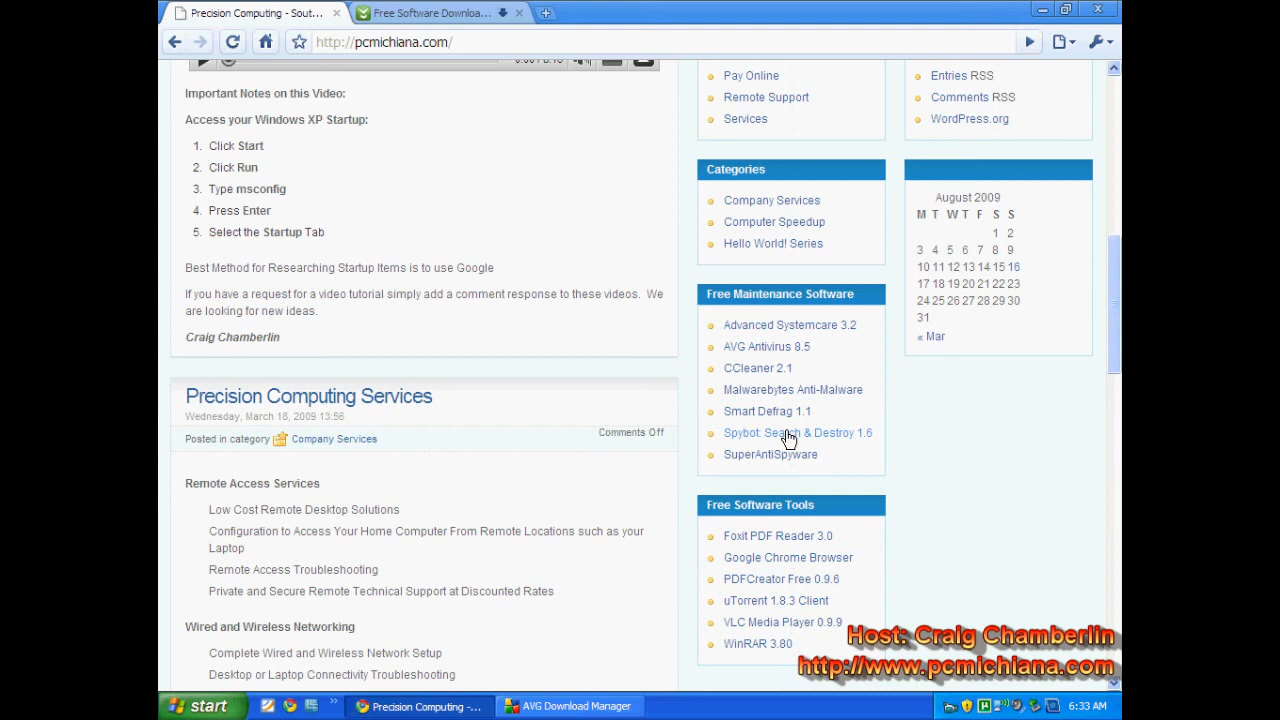 Precision Computing - Sout...
Free Software Downloa...
http://pcmichiana.com/
Important Notes on this Video:
Access your Windows XP Startup:
1. Click Start
2. Click Run
3. Type msconfig
4. Press Enter
5. Select the Startup Tab
Best Method for Researching Startup Items is to use Google
If you have a request for a video tutorial simply add a comment response to these videos. We
are looking for new ideas.
Craig Chamberlin
Precision Computing Services
Wednesday, March 18, 2009 13:56
Posted in category Company Services
Comments Off
Remote Access Services
Low Cost Remote Desktop Solutions
Configuration to Access Your Home Computer From Remote Locations such as your
Laptop
Remote Access Troubleshooting
Private and Secure Remote Technical Support at Discounted Rates
Wired and Wireless Networking
Complete Wired and Wireless Network Setup
Desktop or Laptop Connectivity Troubleshooting
Pay Online
Remote Support
Services
Categories
Company Services
Computer Speedup
Hello World! Series
Free Maintenance Software
Advanced Systemcare 3.2
AVG Antivirus 8.5
CCleaner 2.1
Malwarebytes Anti-Malware
Smart Defrag 1.1
Spybot: Search & Destroy 1.6
SuperAntiSpyware
Free Software Tools
Foxit PDF Reader 3.0
Google Chrome Browser
PDFCreator Free 0.9.6
uTorrent 1.8.3 Client
VLC Media Player 0.9.9
WinRAR 3.80
Entries RSS
Comments RSS
WordPress.org
August 2009
M T W T F S S
1 2
3 4 5 6 7 8 9
10 11 12 13 14 15 16
17 18 19 20 21 22 23
24 25 26 27 28 29 30
31
« Mar
Host: Craig Chamberlin
http://www.pcmichiana.com
start
Precision Computing -...
AVG Download Manager
6:33 AM